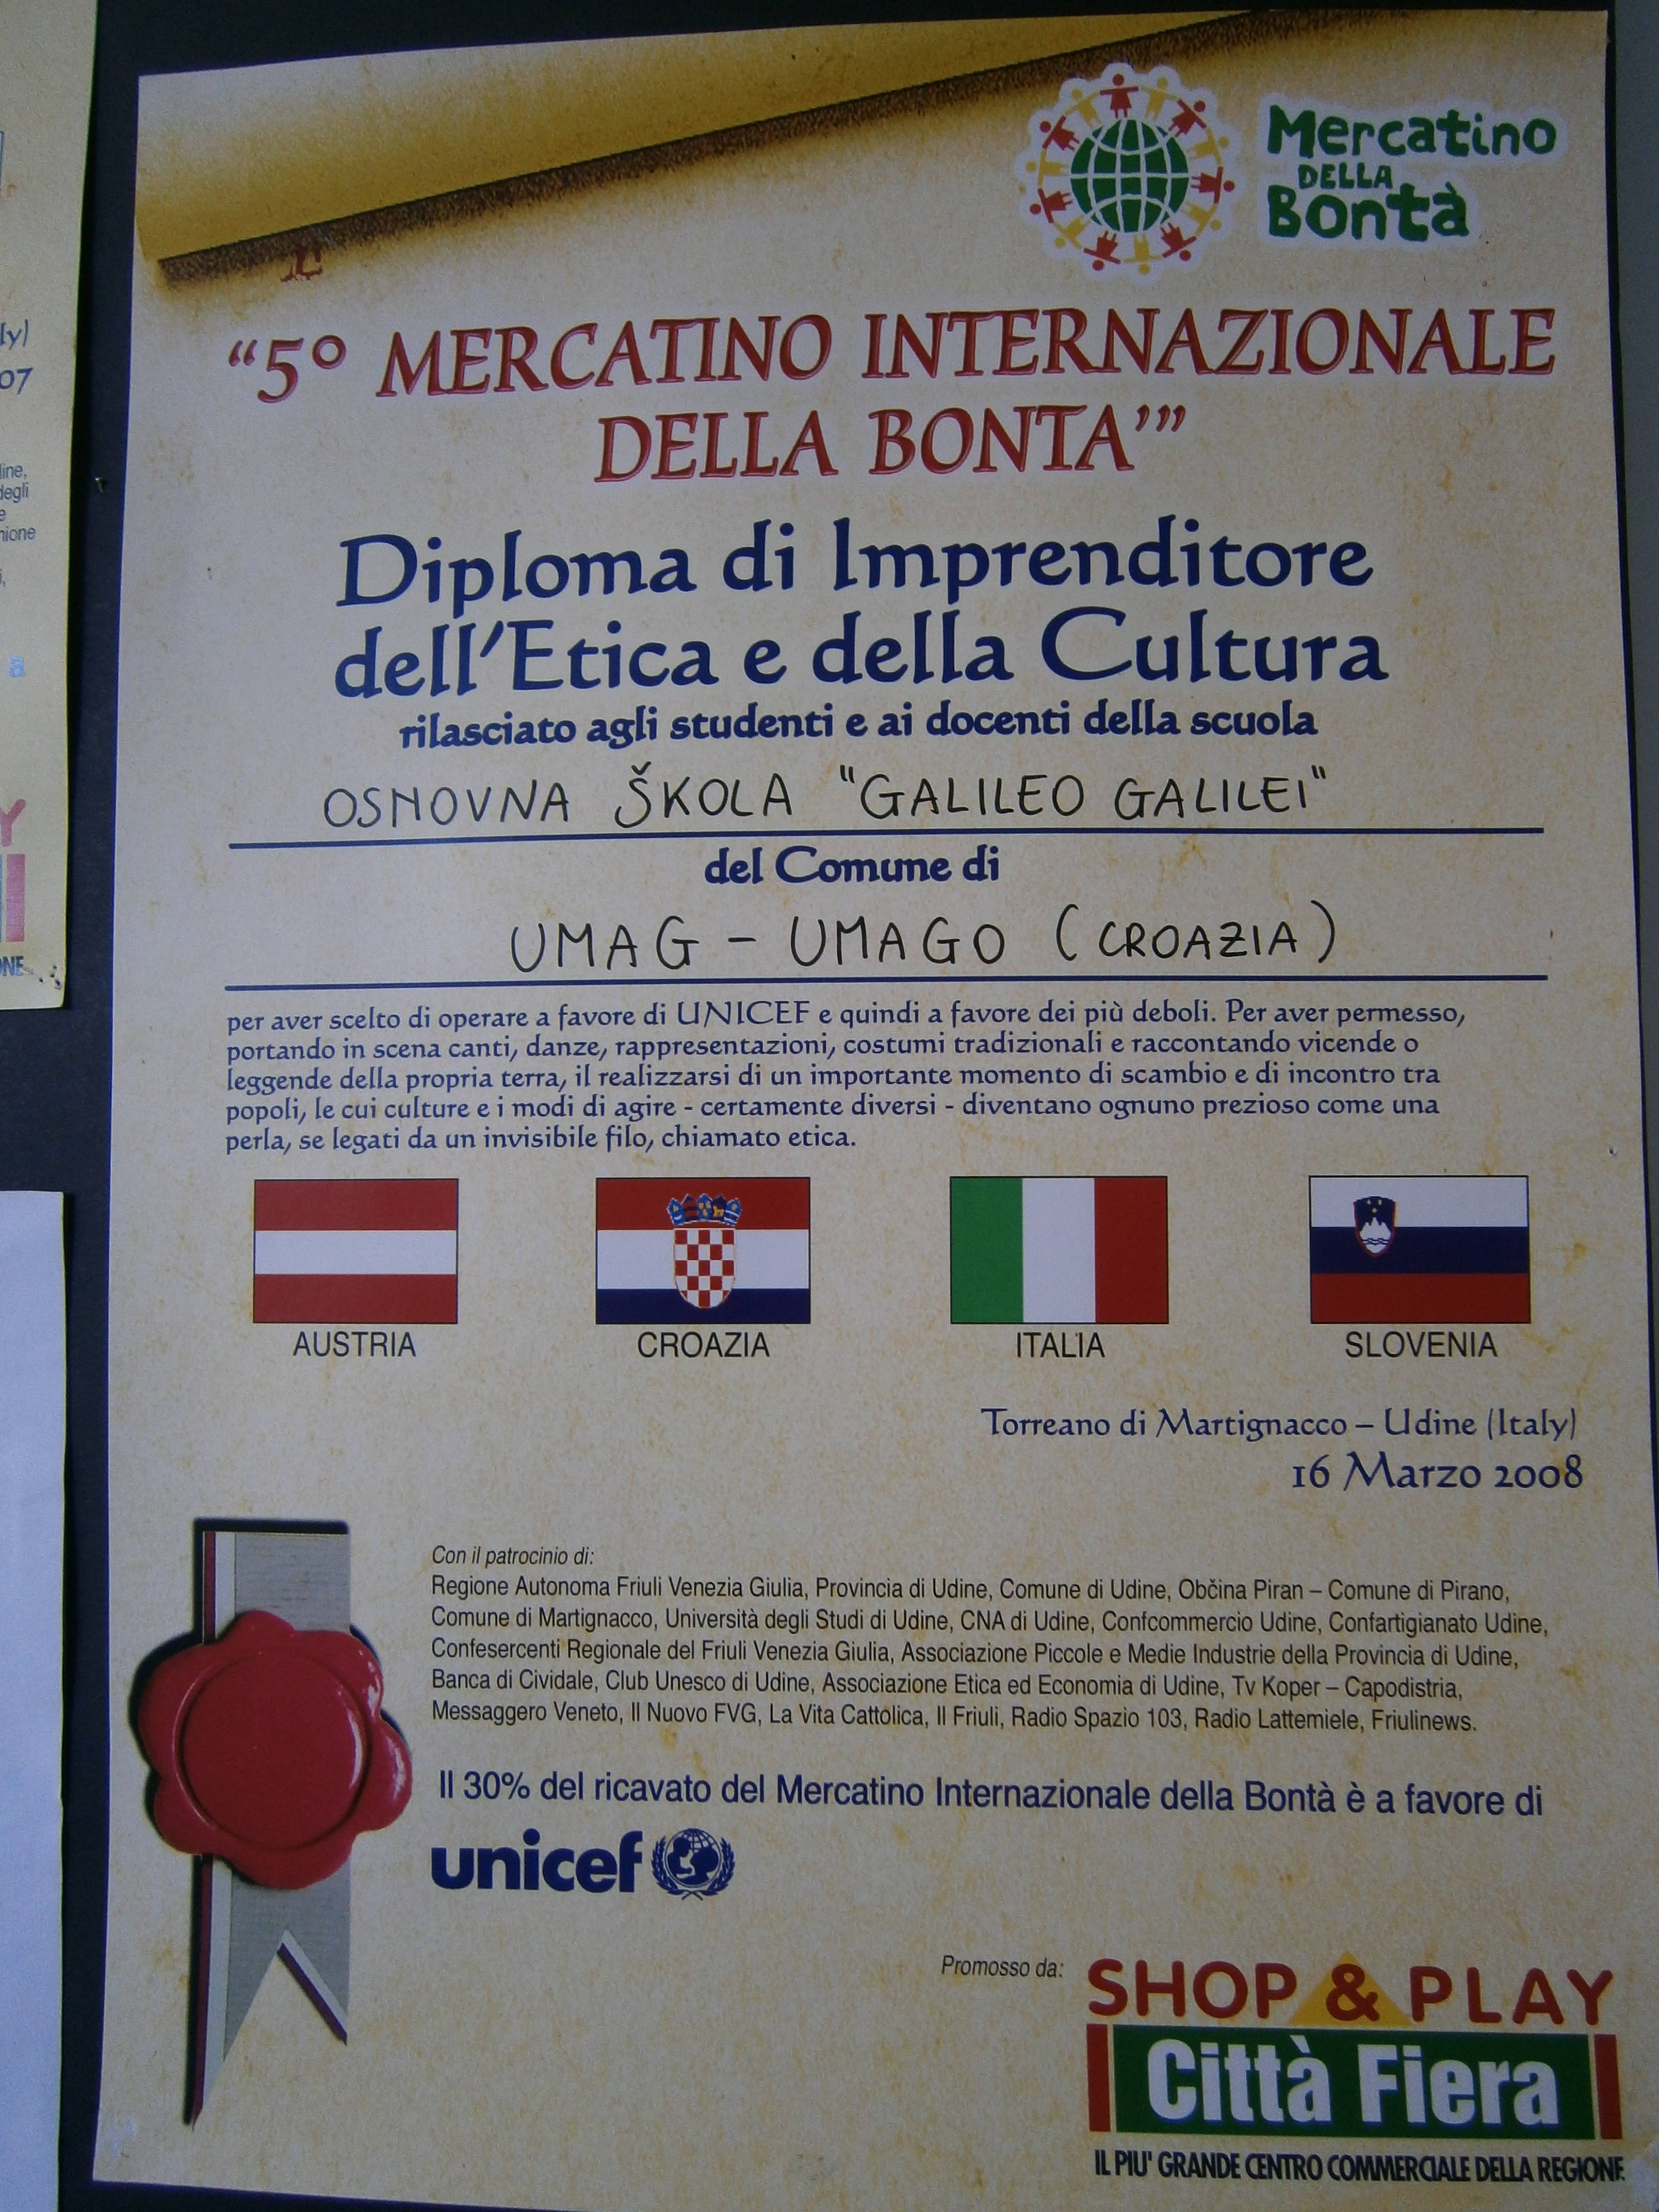 Mercatino
DELLA
Bontà
"5° MERCATINO INTERNAZIONALE
DELLA BONTA'"
Diploma di Imprenditore
dell'Etica e della Cultura
rilasciato agli studenti e ai docenti della scuola
OSNOVNA ŠKOLA "GALILEO GALILEI"
del Comune di
UMAG - UMAGO (CROAZIA)
per aver scelto di operare a favore di UNICEF e quindi a favore dei più deboli. Per aver permesso,
portando in scena canti, danze, rappresentazioni, costumi tradizionali e raccontando vicende o
leggende della propria terra, il realizzarsi di un importante momento di scambio e di incontro tra
popoli, le cui culture e i modi di agire - certamente diversi - diventano ognuno prezioso come una
perla, se legati da un invisibile filo, chiamato etica.
AUSTRIA
CROAZIA
ITALIA
SLOVENIA
Torreano di Martignacco – Udine (Italy)
16 Marzo 2008
Con il patrocinio di:
Regione Autonoma Friuli Venezia Giulia, Provincia di Udine, Comune di Udine, Občina Piran – Comune di Pirano,
Comune di Martignacco, Università degli Studi di Udine, CNA di Udine, Confcommercio Udine, Confartigianato Udine,
Confesercenti Regionale del Friuli Venezia Giulia, Associazione Piccole e Medie Industrie della Provincia di Udine,
Banca di Cividale, Club Unesco di Udine, Associazione Etica ed Economia di Udine, Tv Koper – Capodistria,
Messaggero Veneto, Il Nuovo FVG, La Vita Cattolica, Il Friuli, Radio Spazio 103, Radio Lattemiele, Friulinews.
Il 30% del ricavato del Mercatino Internazionale della Bontà è a favore di
unicef
Promosso da:
SHOP & PLAY
Città Fiera
IL PIU' GRANDE CENTRO COMMERCIALE DELLA REGIONE